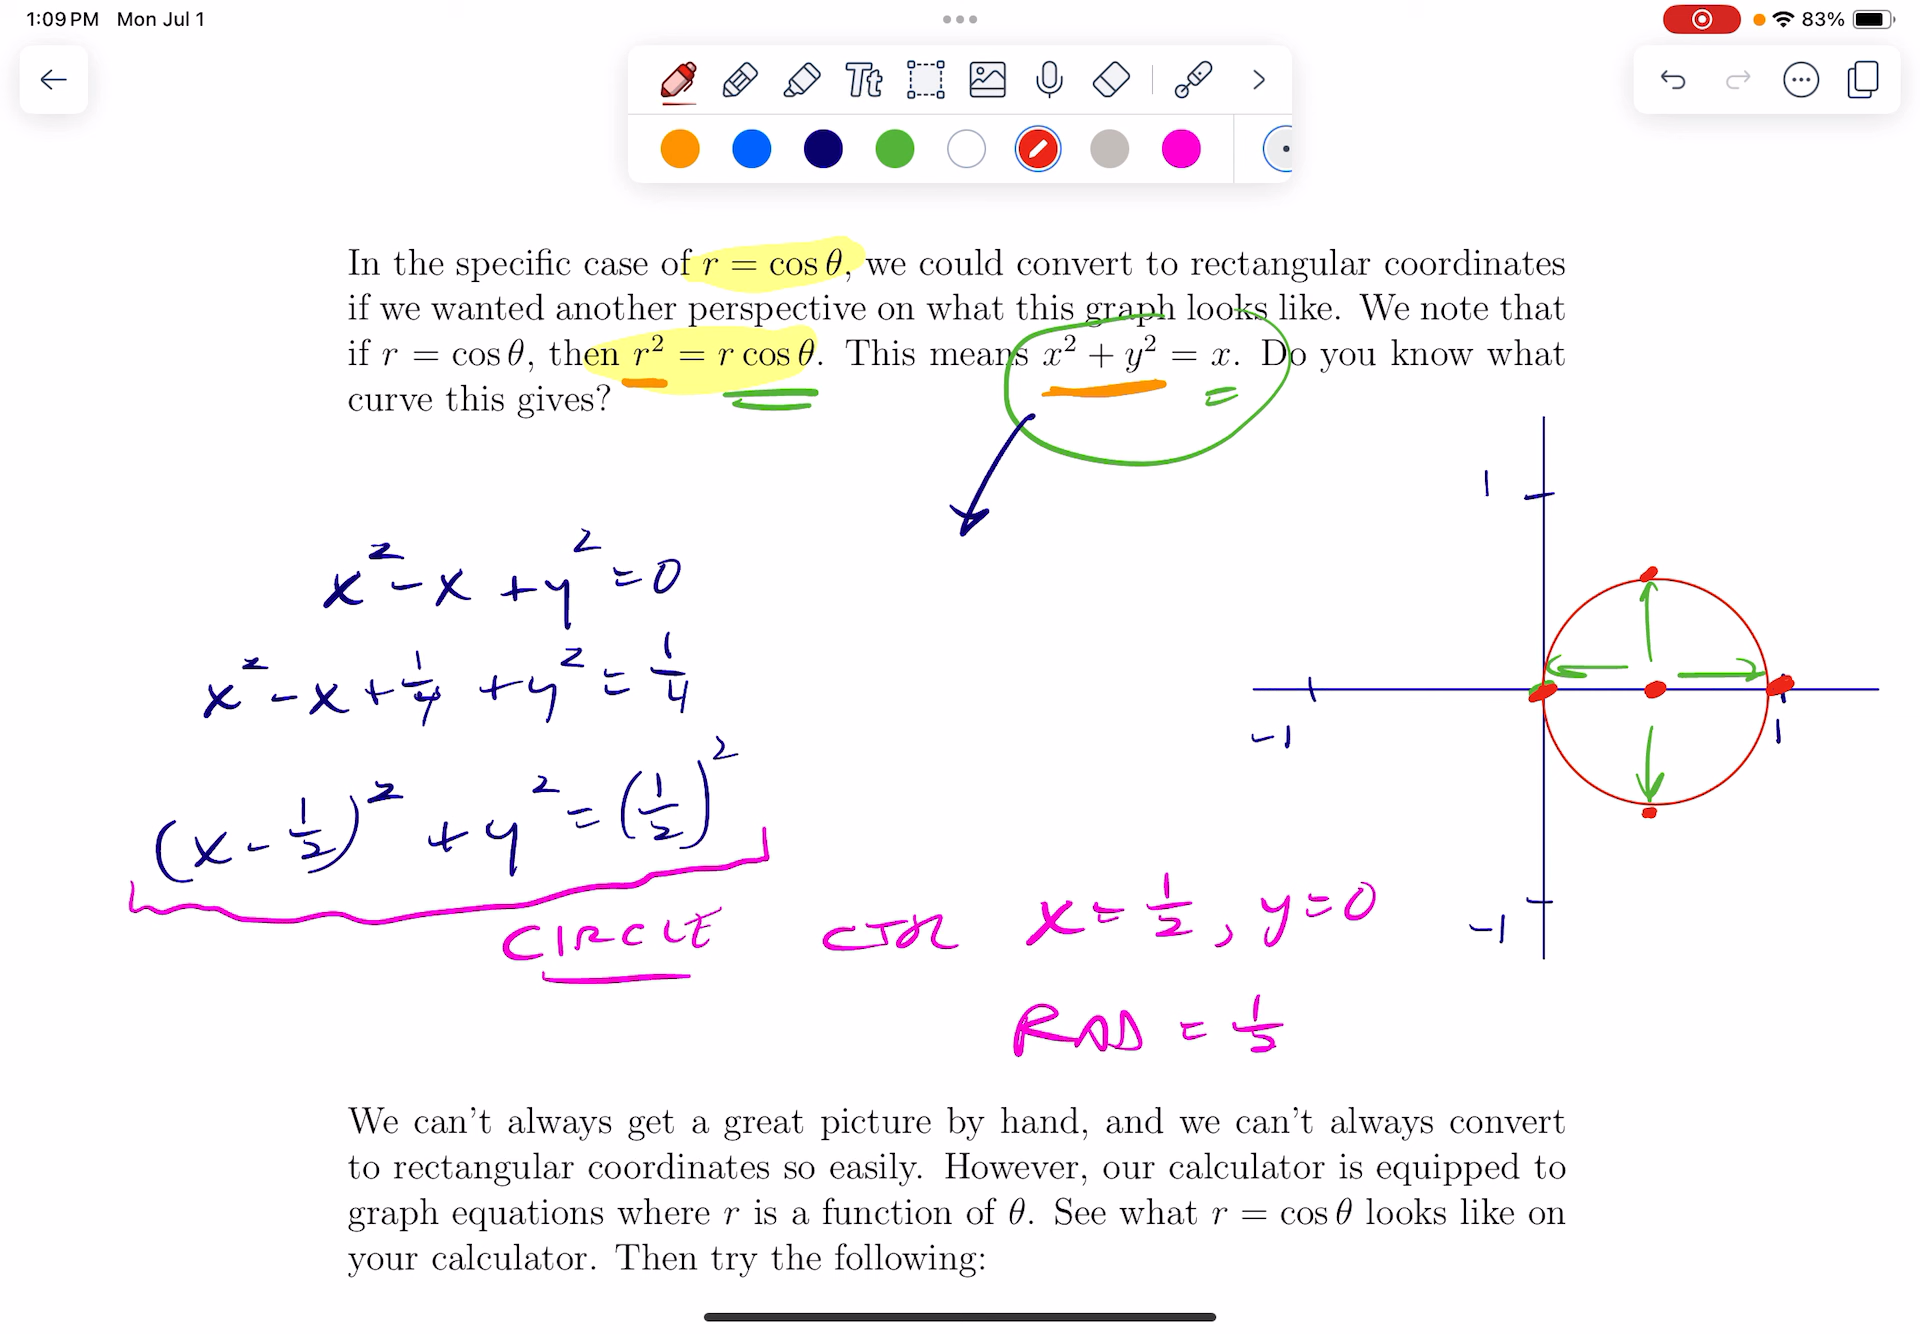 1:09 PM Mon Jul 1
83%
Tt
In the specific case of r = cos θ, we could convert to rectangular coordinates
if we wanted another perspective on what this graph looks like. We note that
if r = cos θ, then r² = r cos θ. This means x² + y² = x. Do you know what
curve this gives?
x² - x + y² = 0
x² - x + 1/4 + y² = 1/4
(x - 1/2)² + y² = (1/2)²
CIRCLE CTR x = 1/2, y = 0
RAD = 1/2
1
-1
1
-1
We can't always get a great picture by hand, and we can't always convert
to rectangular coordinates so easily. However, our calculator is equipped to
graph equations where r is a function of θ. See what r = cos θ looks like on
your calculator. Then try the following: